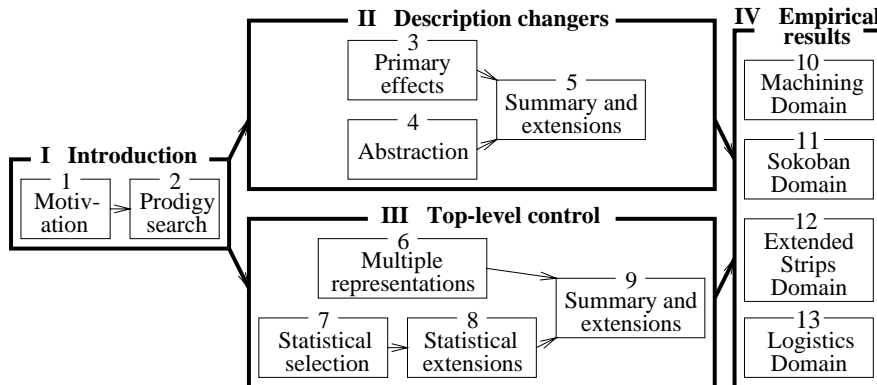 I Introduction
1
Motiv-
ation
2
Prodigy
search
II Description changers
3
Primary
effects
4
Abstraction
5
Summary and
extensions
III Top-level control
6
Multiple
representations
7
Statistical
selection
8
Statistical
extensions
9
Summary and
extensions
IV Empirical
results
10
Machining
Domain
11
Sokoban
Domain
12
Extended
Strips
Domain
13
Logistics
Domain